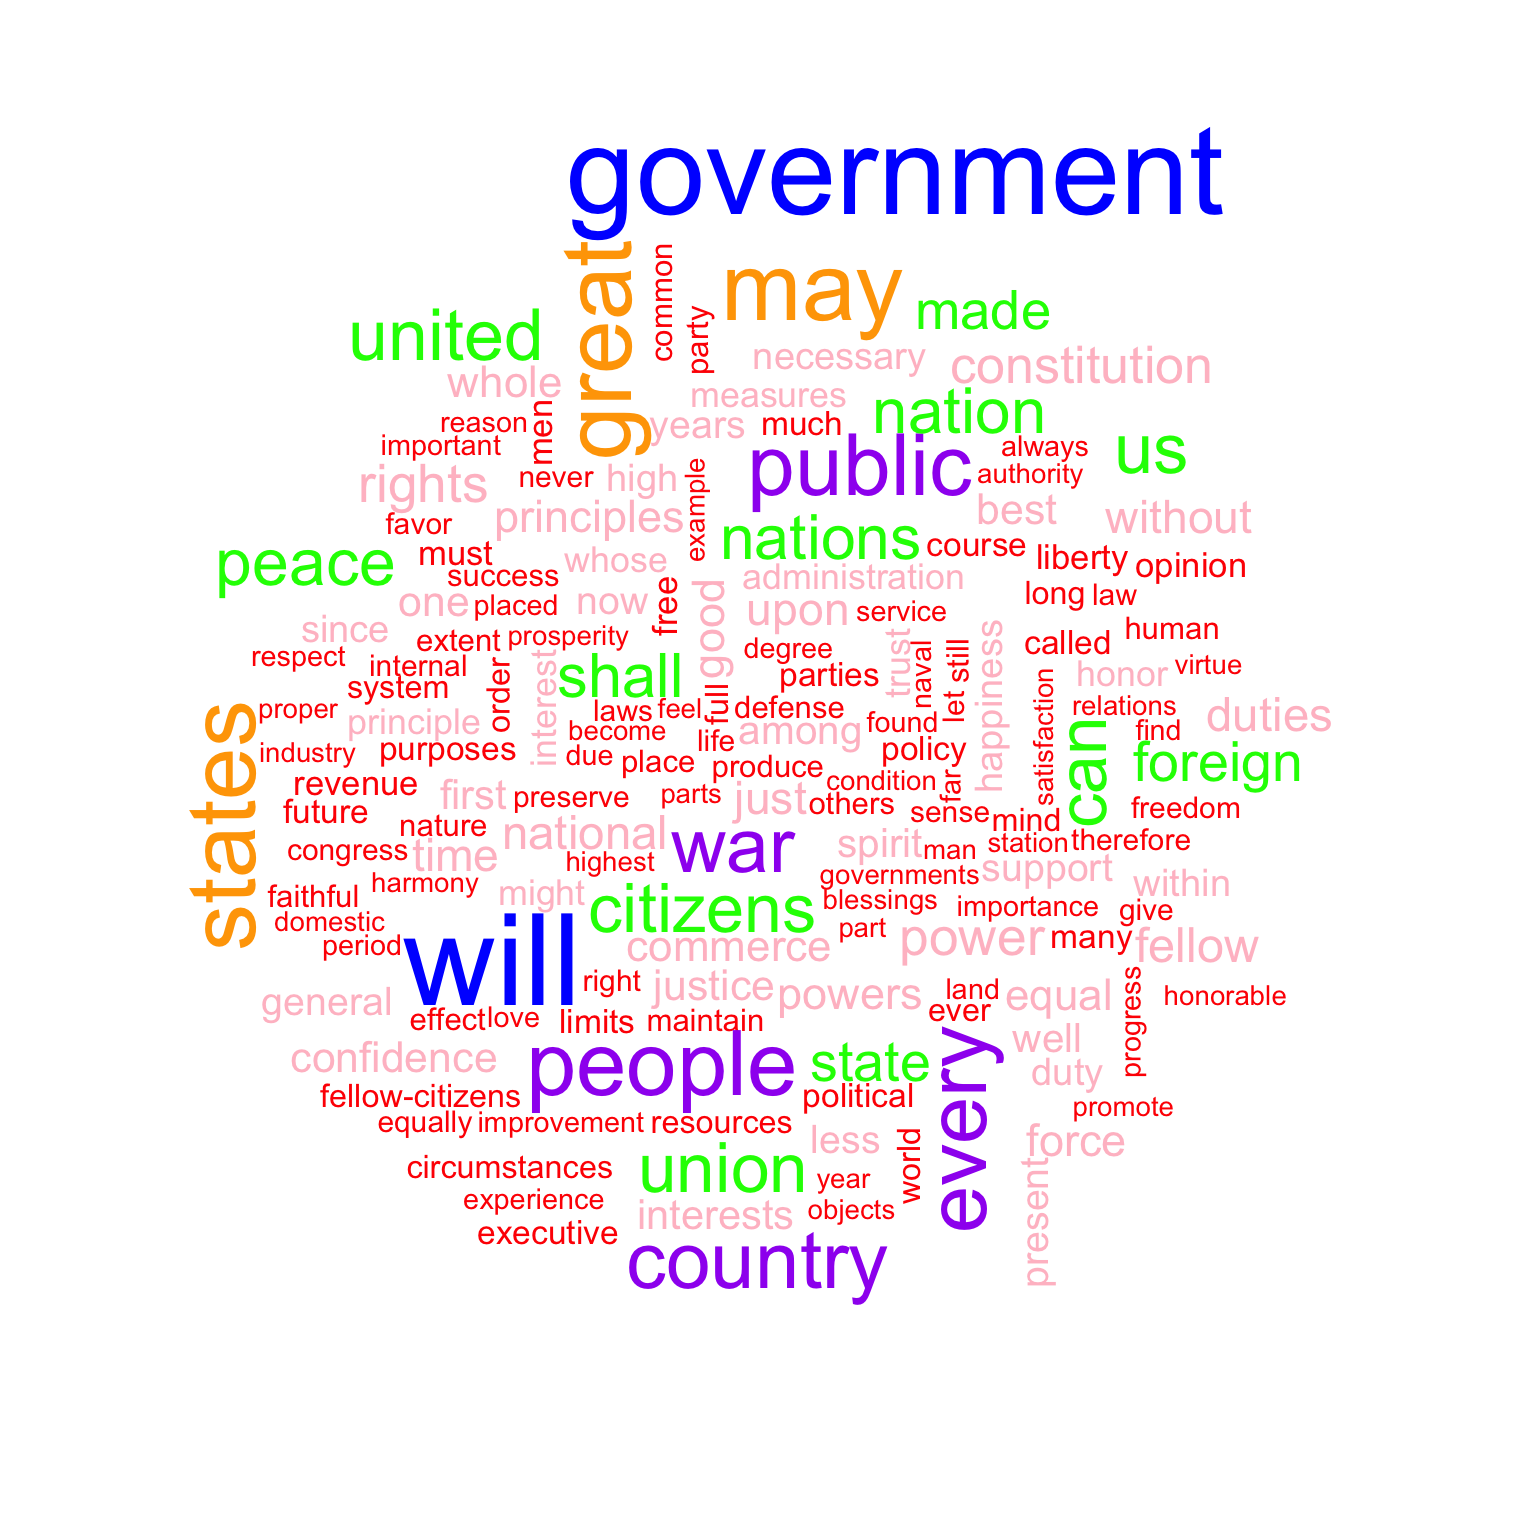 government
great
common
may
made
party
united
necessary
constitution
whole
measures
nation
men
reason
years
much
us
important
public
always
rights
never
high
example
authority
principles
best
without
favor
nations
course
peace
must
whose
liberty
opinion
success
administration
one
placed
now
free
good
upon
service
long
law
since
extent
prosperity
trust
happiness
called
human
respect
internal
interest
shall
degree
naval
still
system
order
parties
honor
virtue
states
proper
principle
laws
feel
full
defense
let
satisfaction
relations
duties
become
life
among
found
can
find
industry
purposes
due
place
produce
policy
foreign
revenue
first
preserve
parts
just
condition
far
future
others
sense
mind
freedom
nature
national
war
spirit
station
therefore
congress
time
highest
man
support
faithful
harmony
might
governments
within
domestic
will
citizens
blessings
importance
give
period
commerce
part
power
many
fellow
general
right
justice
powers
land
equal
honorable
effect
love
limits
maintain
ever
progress
confidence
people
state
every
well
duty
fellow-citizens
political
promote
equally
improvement
resources
less
world
force
circumstances
union
year
present
experience
interests
objects
executive
country